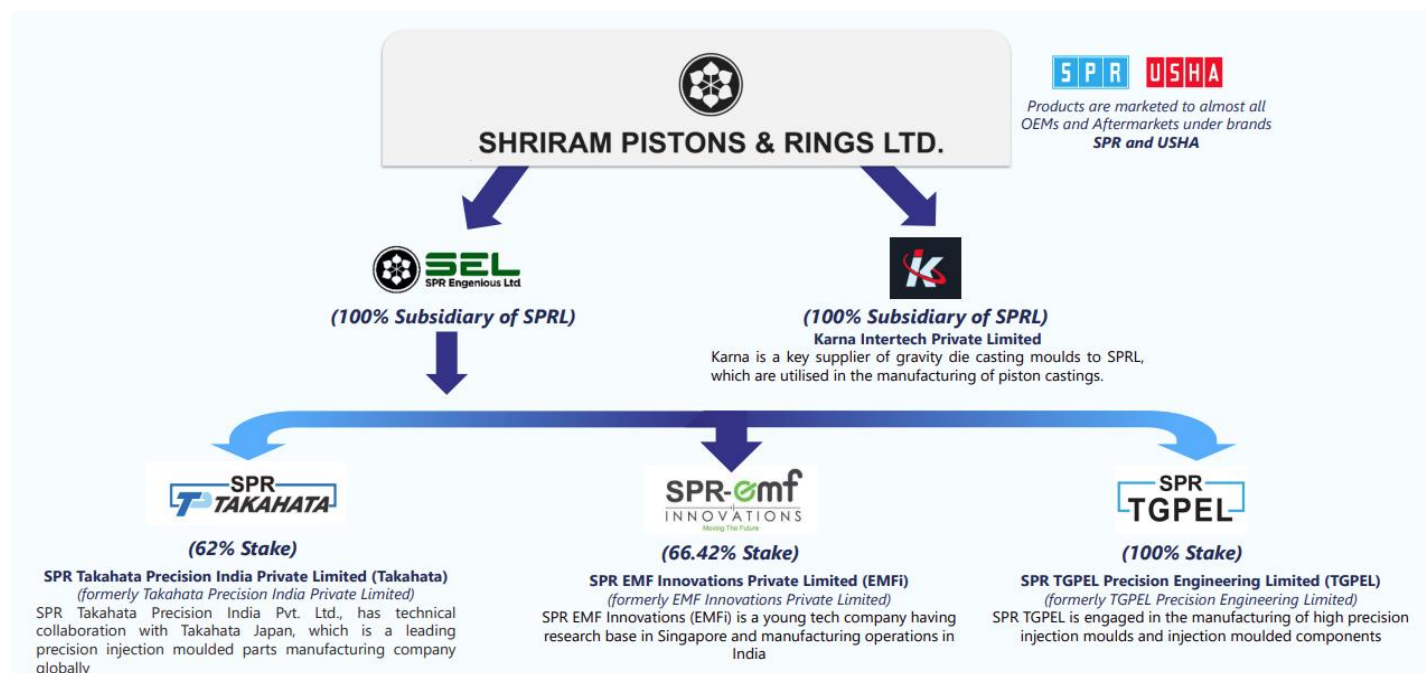 SHRIRAM PISTONS & RINGS LTD.
SPR USHA
Products are marketed to almost all
OEMs and Aftermarkets under brands
SPR and USHA
SEL
SPR Engenious Ltd
(100% Subsidiary of SPRL)
K
(100% Subsidiary of SPRL)
Karna Intertech Private Limited
Karna is a key supplier of gravity die casting moulds to SPRL,
which are utilised in the manufacturing of piston castings.
SPR
TP TAKAHATA
(62% Stake)
SPR Takahata Precision India Private Limited (Takahata)
(formerly Takahata Precision India Private Limited)
SPR Takahata Precision India Pvt. Ltd., has technical
collaboration with Takahata Japan, which is a leading
precision injection moulded parts manufacturing company
globally
SPR-emf
INNOVATIONS
Moving The Future
(66.42% Stake)
SPR EMF Innovations Private Limited (EMFi)
(formerly EMF Innovations Private Limited)
SPR EMF Innovations (EMFi) is a young tech company having
research base in Singapore and manufacturing operations in
India
SPR
TGPEL
(100% Stake)
SPR TGPEL Precision Engineering Limited (TGPEL)
(formerly TGPEL Precision Engineering Limited)
SPR TGPEL is engaged in the manufacturing of high precision
injection moulds and injection moulded components